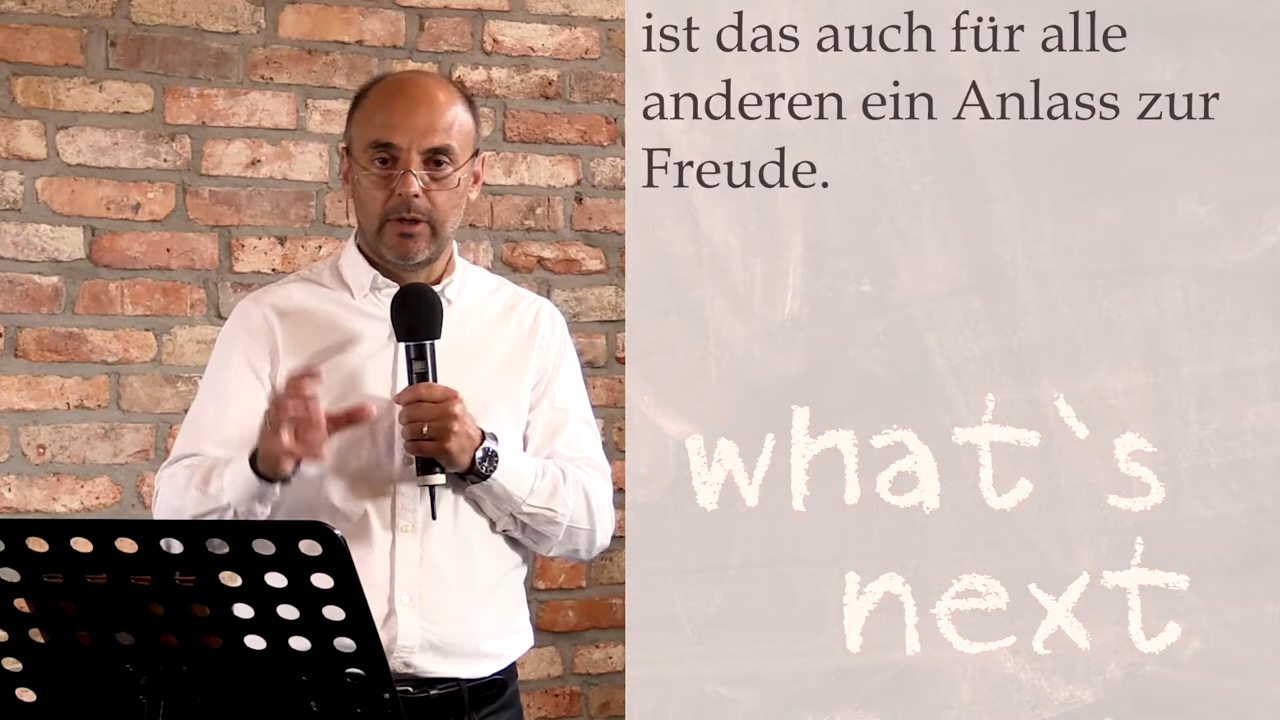 ist das auch für alle
anderen ein Anlass zur
Freude.
what`s
next